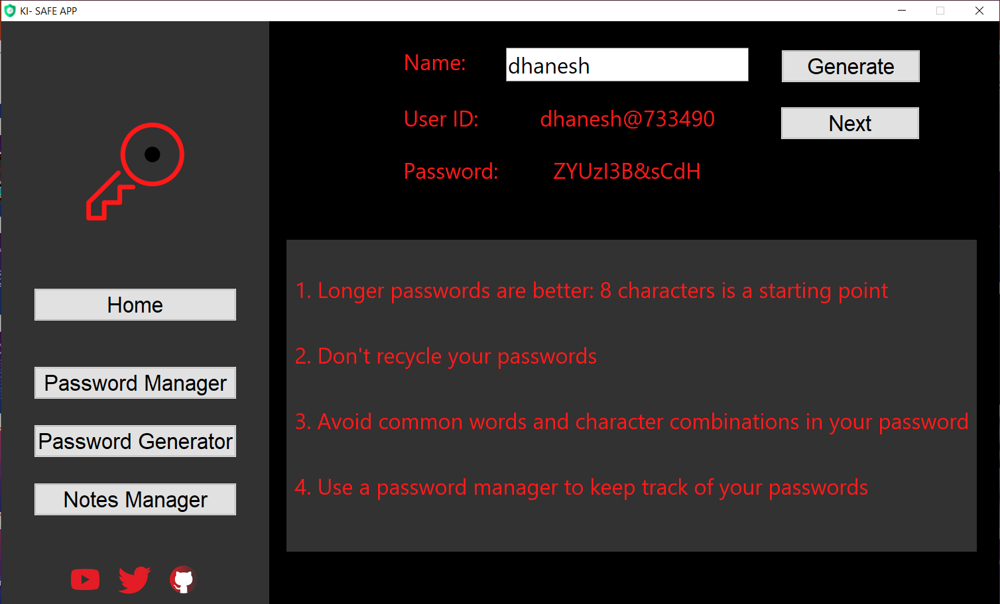 KI- SAFE APP
Name: dhanesh Generate
User ID: dhanesh@733490 Next
Password: ZYUzI3B&sCdH
Home
Password Manager
Password Generator
Notes Manager
1. Longer passwords are better: 8 characters is a starting point
2. Don't recycle your passwords
3. Avoid common words and character combinations in your password
4. Use a password manager to keep track of your passwords